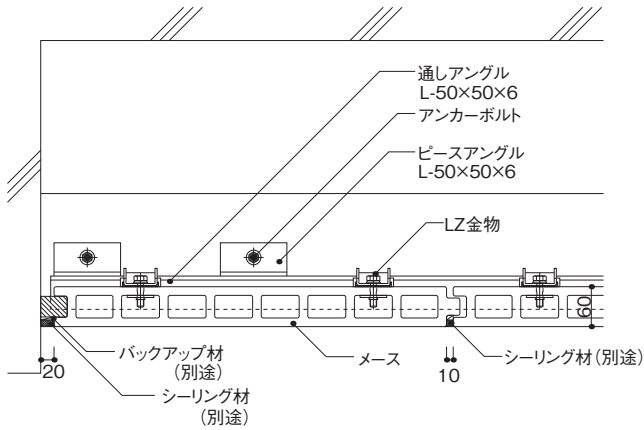 通しアングル
L-50×50×6
アンカーボルト
ピースアングル
L-50×50×6
LZ金物
60
バックアップ材
(別途)
20
シーリング材
(別途)
メース
10
シーリング材(別途)